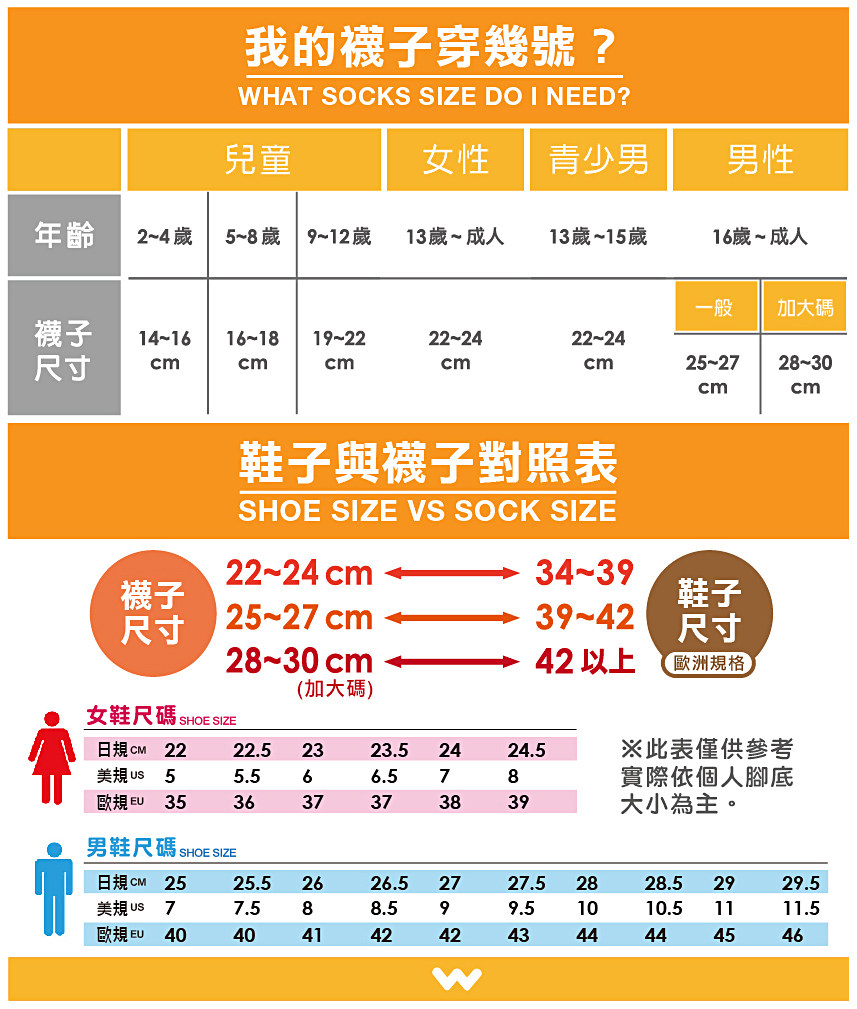 我的襪子穿幾號？
WHAT SOCKS SIZE DO I NEED?
兒童 女性 青少男 男性
年齡 2~4歲 5~8歲 9~12歲 13歲~成人 13歲~15歲 16歲~成人
一般 加大碼
襪子尺寸 14~16 cm 16~18 cm 19~22 cm 22~24 cm 22~24 cm 25~27 cm 28~30 cm
鞋子與襪子對照表
SHOE SIZE VS SOCK SIZE
襪子
尺寸
22~24 cm 34~39
25~27 cm 39~42
28~30 cm 42以上
(加大碼)
鞋子
尺寸
歐洲規格
女鞋尺碼 SHOE SIZE
日規 CM 22 22.5 23 23.5 24 24.5
美規 US 5 5.5 6 6.5 7 8
歐規 EU 35 36 37 37 38 39
※此表僅供參考
實際依個人腳底
大小為主。
男鞋尺碼 SHOE SIZE
日規 CM 25 25.5 26 26.5 27 27.5 28 28.5 29 29.5
美規 US 7 7.5 8 8.5 9 9.5 10 10.5 11 11.5
歐規 EU 40 40 41 42 42 43 44 44 45 46